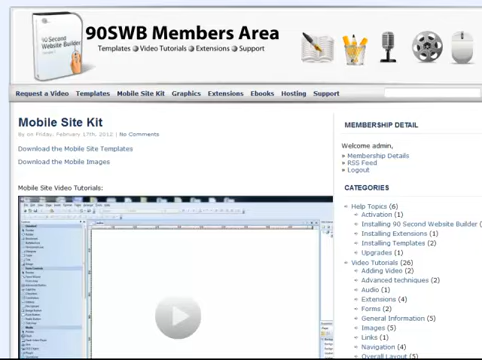 90 Second
Website Builder
90SWB Members Area
Templates Video Tutorials Extensions Support
Request a Video Templates Mobile Site Kit Graphics Extensions Ebooks Hosting Support
Mobile Site Kit
By on Friday, February 17th, 2012 | No Comments
Download the Mobile Site Templates
Download the Mobile Images
Mobile Site Video Tutorials:
MEMBERSHIP DETAIL
Welcome admin,
Membership Details
RSS Feed
Logout
CATEGORIES
Help Topics (6)
Activation (1)
Installing 90 Second Website Builder
Installing Extensions (1)
Installing Templates (2)
Upgrades (1)
Video Tutorials (26)
Adding Video (2)
Advanced techniques (2)
Audio (1)
Extensions (4)
Forms (2)
General Information (5)
Images (5)
Links (1)
Navigation (4)
Overall Layout (5)